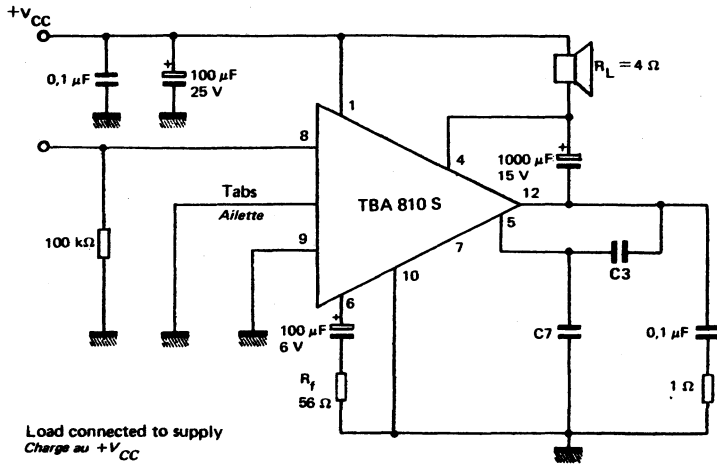 +VCC
0,1 µF
100 µF
25 V
RL = 4 Ω
1
8
4
1000 µF
15 V
12
Tabs
Ailette
TBA 810 S
5
9
7
100 kΩ
10
C3
6
100 µF
6 V
C7
0,1 µF
Rf
56 Ω
1 Ω
Load connected to supply
Charge au +VCC